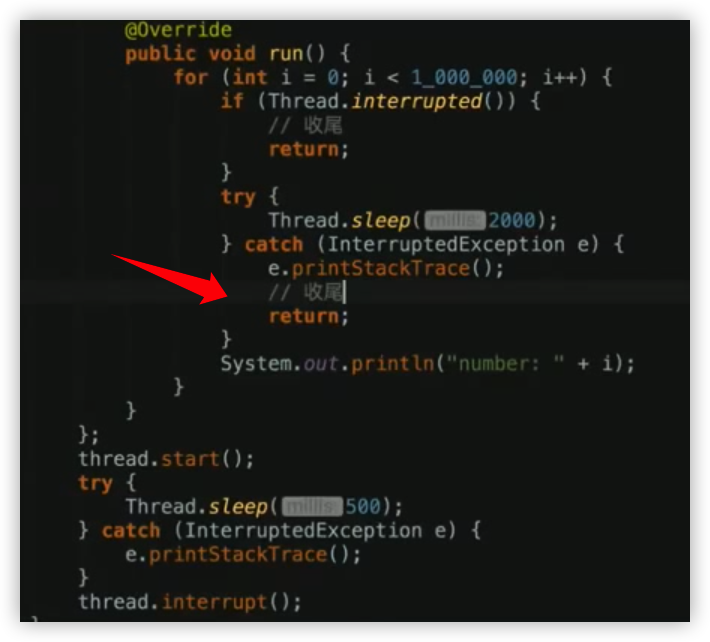 @Override
public void run() {
for (int i = 0; i < 1_000_000; i++) {
if (Thread.interrupted()) {
// 收尾
return;
}
try {
Thread.sleep( millis: 2000);
} catch (InterruptedException e) {
e.printStackTrace();
// 收尾
return;
}
System.out.println("number: " + i);
}
}
};
thread.start();
try {
Thread.sleep( millis: 500);
} catch (InterruptedException e) {
e.printStackTrace();
}
thread.interrupt();
}